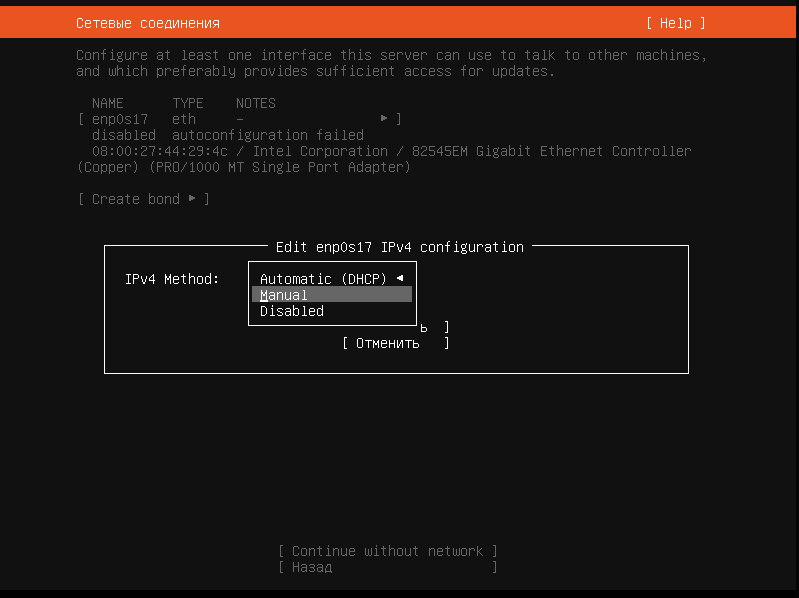 Сетевые соединения [ Help ]
Configure at least one interface this server can use to talk to other machines,
and which preferably provides sufficient access for updates.
NAME TYPE NOTES
[ enp0s17 eth – ▸ ]
disabled autoconfiguration failed
08:00:27:44:29:4c / Intel Corporation / 82545EM Gigabit Ethernet Controller
(Copper) (PRO/1000 MT Single Port Adapter)
[ Create bond ▸ ]
Edit enp0s17 IPv4 configuration
IPv4 Method: Automatic (DHCP) ◂
Manual
Disabled
ь ]
[ Отменить ]
[ Continue without network ]
[ Назад ]